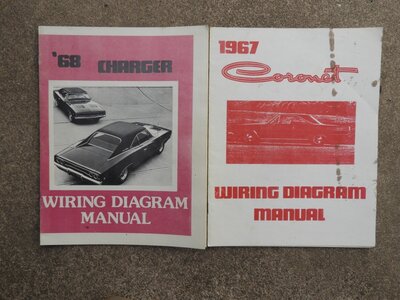 '68 CHARGER
WIRING DIAGRAM
MANUAL
1967
Coronet
WIRING DIAGRAM
MANUAL